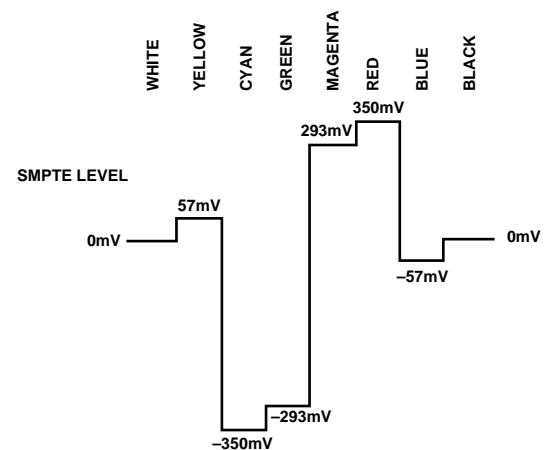 WHITE
YELLOW
CYAN
GREEN
MAGENTA
RED
BLUE
BLACK
350mV
293mV
SMPTE LEVEL
57mV
0mV
0mV
–57mV
–293mV
–350mV